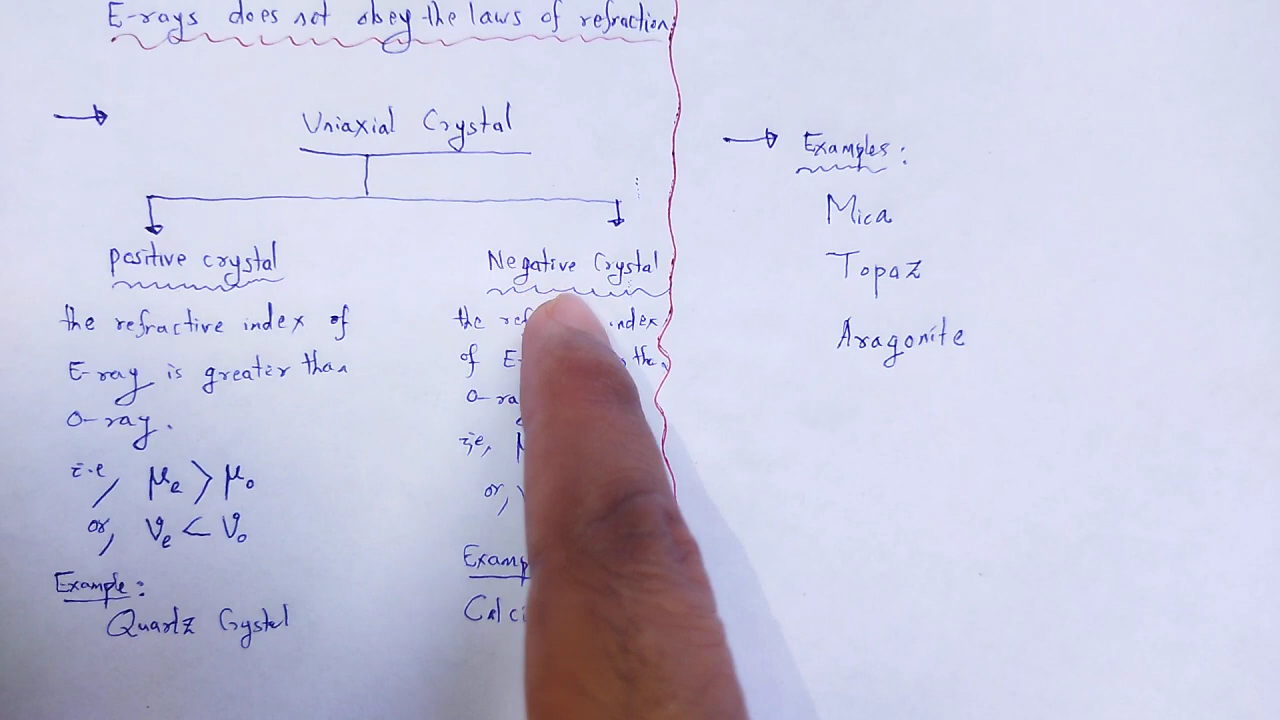 E-rays does not obey the laws of refraction.
Uniaxial Crystal
positive crystal
the refractive index of
E-ray is greater than
O-ray.
i.e, μe > μo
or, Ve < Vo
Example:
Quartz Crystal
Negative Crystal
the index
of E-
O-ra
i.e, μ
or,
Examp
Calci
Examples:
Mica
Topaz
Aragonite